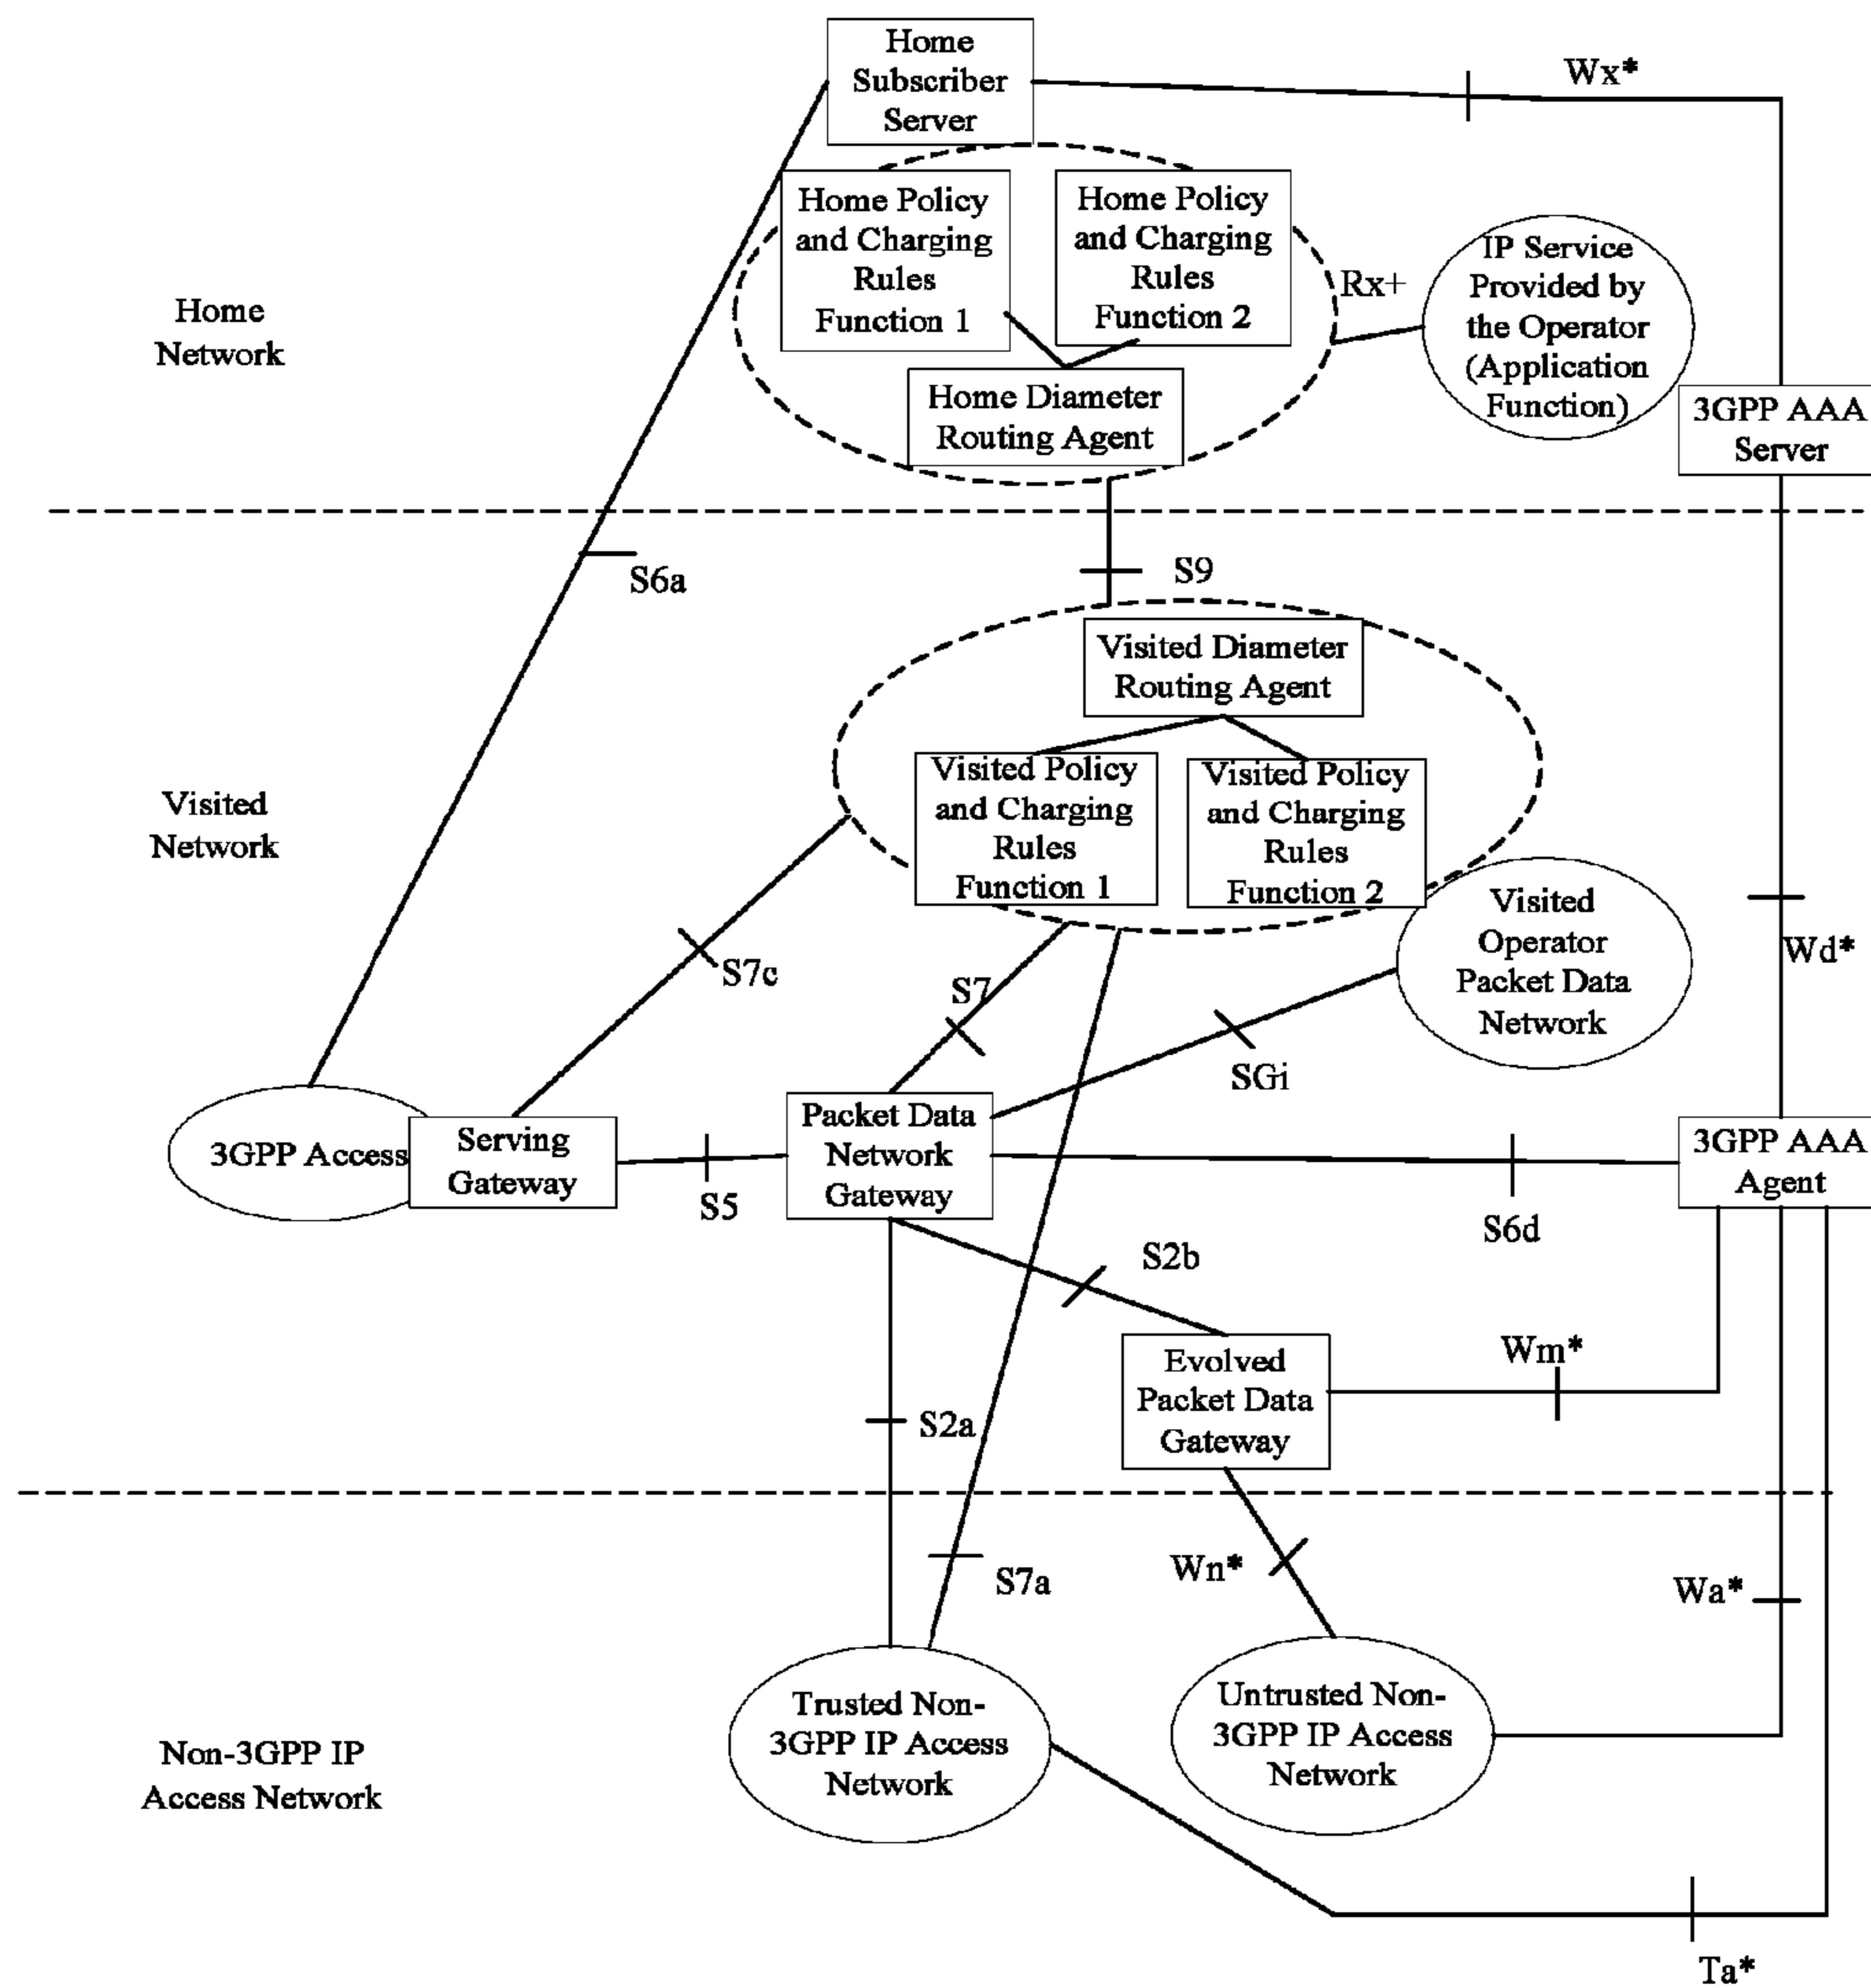 Home
Subscriber
Server
Wx*
Home Policy
and Charging
Rules
Function 1
Home Policy
and Charging
Rules
Function 2
Rx+
IP Service
Provided by
the Operator
(Application
Function)
Home
Network
Home Diameter
Routing Agent
3GPP AAA
Server
S6a
S9
Visited Diameter
Routing Agent
Visited
Network
Visited Policy
and Charging
Rules
Function 1
Visited Policy
and Charging
Rules
Function 2
Visited
Operator
Packet Data
Network
Wd*
S7c
S7
SGi
3GPP Access
Serving
Gateway
S5
Packet Data
Network
Gateway
S6d
3GPP AAA
Agent
S2b
Evolved
Packet Data
Gateway
Wm*
S2a
S7a
Wn*
Wa*
Non-3GPP IP
Access Network
Trusted Non-
3GPP IP Access
Network
Untrusted Non-
3GPP IP Access
Network
Ta*